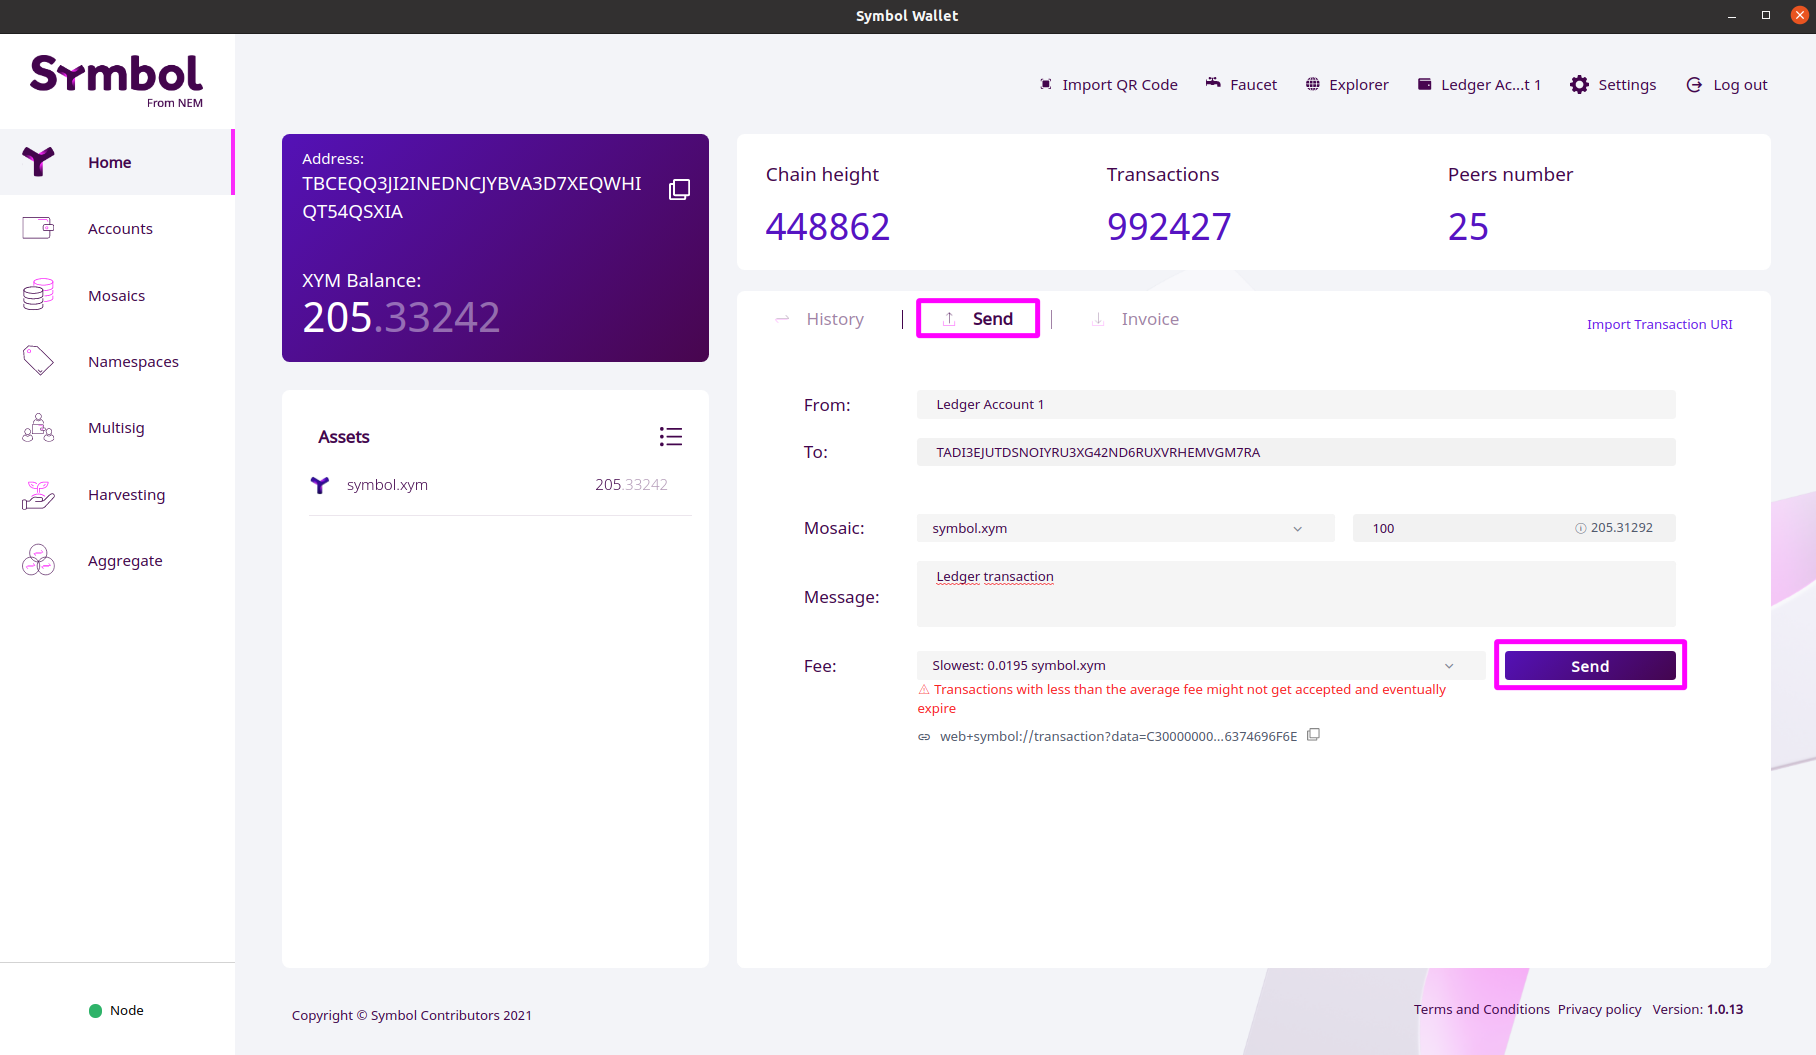 Symbol Wallet
Symbol
From NEM
Import QR Code
Faucet
Explorer
Ledger Ac...t 1
Settings
Log out
Home
Accounts
Mosaics
Namespaces
Multisig
Harvesting
Aggregate
Node
Address:
TBCEQQ3JI2INEDNCJYBVA3D7XEQWHI
QT54QSXIA
XYM Balance:
205.33242
Assets
symbol.xym 205.33242
Chain height
448862
Transactions
992427
Peers number
25
History
Send
Invoice
Import Transaction URI
From: Ledger Account 1
To: TADI3EJUTDSNOIYRU3XG42ND6RUXVRHEMVGM7RA
Mosaic: symbol.xym 100 205.31292
Message: Ledger transaction
Fee: Slowest: 0.0195 symbol.xym Send
Transactions with less than the average fee might not get accepted and eventually
expire
web+symbol://transaction?data=C30000000...6374696F6E
Copyright © Symbol Contributors 2021
Terms and Conditions Privacy policy Version: 1.0.13